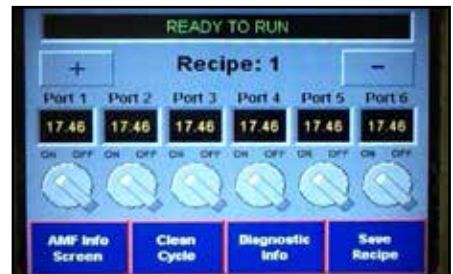 READY TO RUN
+ Recipe: 1 -
Port 1 Port 2 Port 3 Port 4 Port 5 Port 6
17.46 17.46 17.46 17.46 17.46 17.46
ON OFF ON OFF ON OFF ON OFF ON OFF ON OFF
AMF Info Clean Diagnostic Save
Screen Cycle Info Recipe